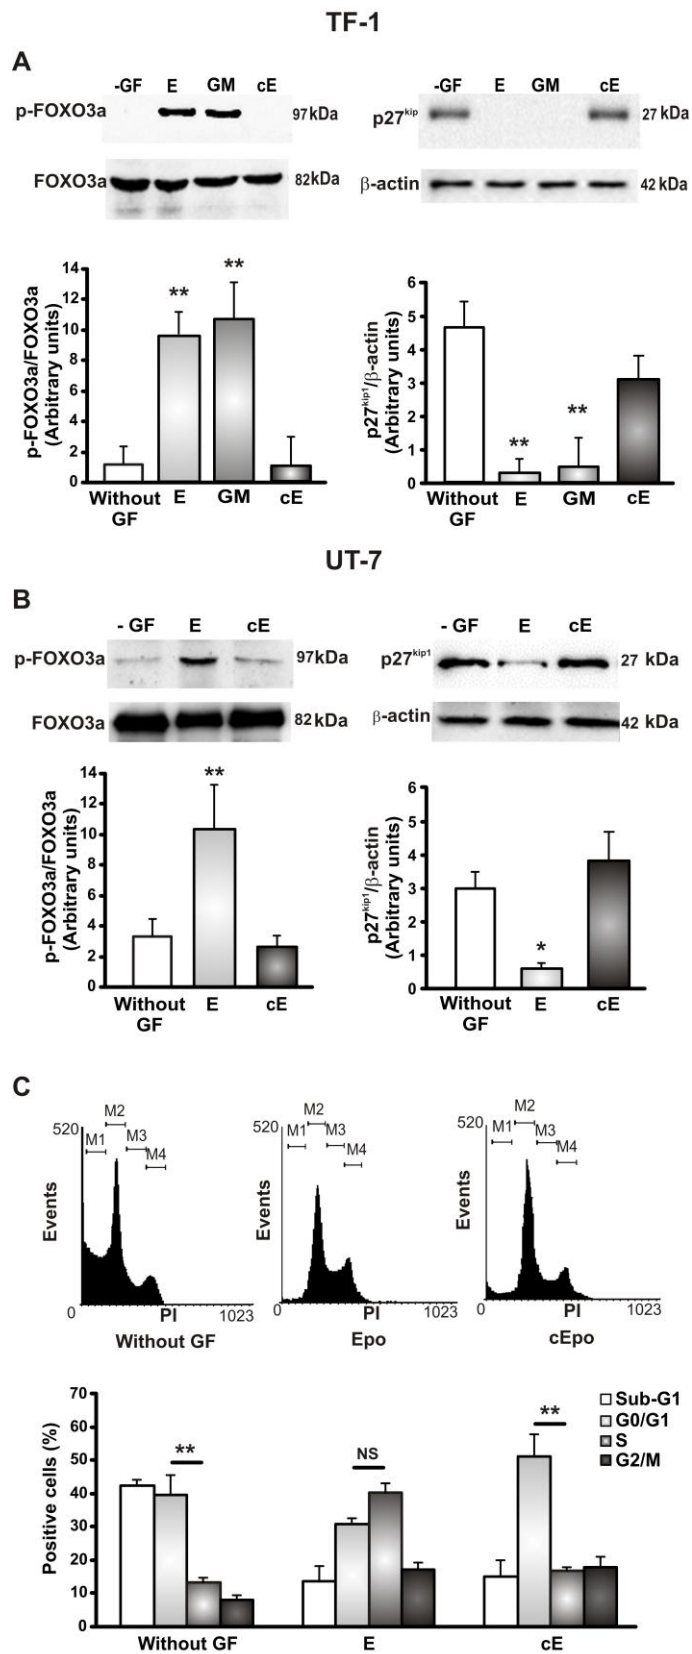 TF-1
A
-GF E GM cE
p-FOXO3a 97kDa
FOXO3a 82kDa
-GF E GM cE
p27kip 27 kDa
β-actin 42 kDa
p-FOXO3a/FOXO3a
(Arbitrary units)
14
12
10
8
6
4
2
0
** **
Without GF E GM cE
p27kip1/β-actin
(Arbitrary units)
6
5
4
3
2
1
0
** **
Without GF E GM cE
UT-7
B
- GF E cE
p-FOXO3a 97kDa
FOXO3a 82kDa
- GF E cE
p27kip1 27 kDa
β-actin 42 kDa
p-FOXO3a/FOXO3a
(Arbitrary units)
14
12
10
8
6
4
2
0
**
Without GF E cE
p27kip1/β-actin
(Arbitrary units)
6
5
4
3
2
1
0
*
Without GF E cE
C
520
M1 M2 M3 M4
Events
0 PI 1023
Without GF
520
M1 M2 M3 M4
Events
0 PI 1023
Epo
520
M1 M2 M3 M4
Events
0 PI 1023
cEpo
Positive cells (%)
70
60
50
40
30
20
10
0
** NS **
Sub-G1
G0/G1
S
G2/M
Without GF E cE